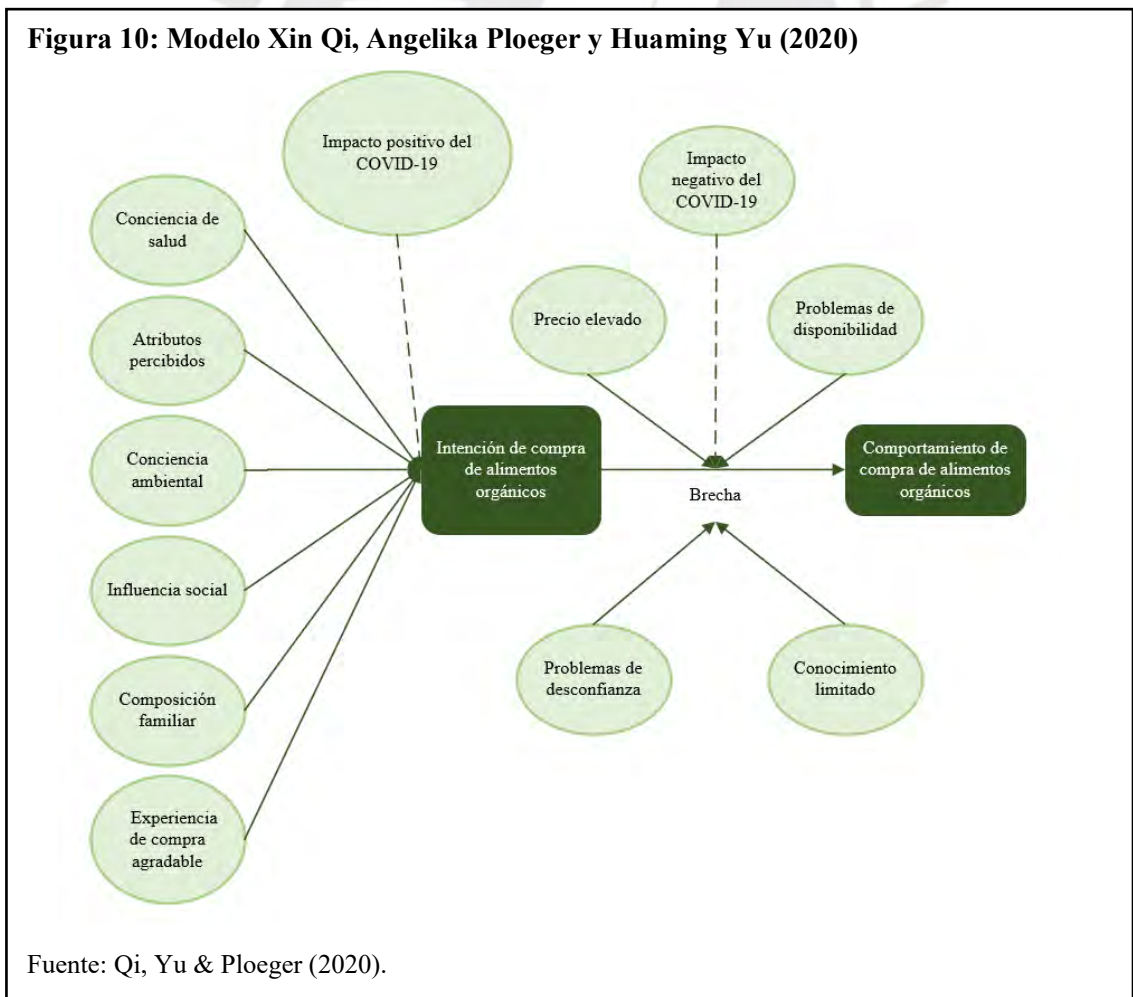 Figura 10: Modelo Xin Qi, Angelika Ploeger y Huaming Yu (2020)
Impacto positivo del
COVID-19
Impacto
negativo del
COVID-19
Conciencia de
salud
Precio elevado
Problemas de
disponibilidad
Atributos
percibidos
Intención de compra
de alimentos
orgánicos
Comportamiento de
compra de alimentos
orgánicos
Conciencia
ambiental
Brecha
Influencia social
Problemas de
desconfianza
Conocimiento
limitado
Composición
familiar
Experiencia
de compra
agradable
Fuente: Qi, Yu & Ploeger (2020).